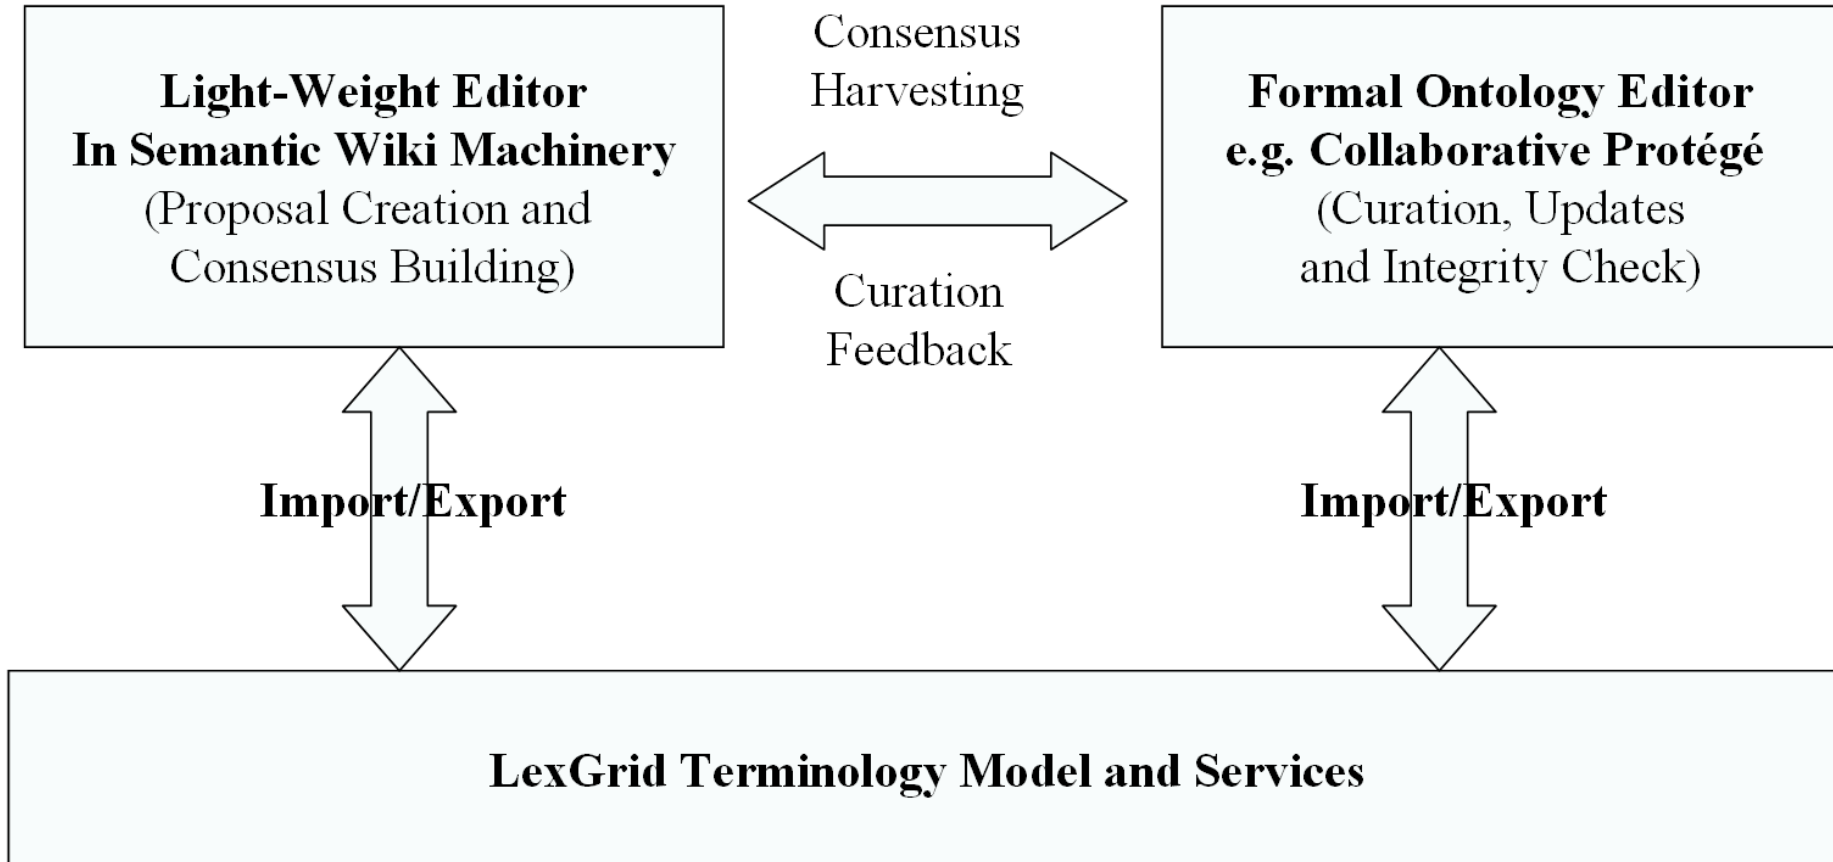 Light-Weight Editor
In Semantic Wiki Machinery
(Proposal Creation and
Consensus Building)
Consensus
Harvesting
Curation
Feedback
Formal Ontology Editor
e.g. Collaborative Protégé
(Curation, Updates
and Integrity Check)
Import/Export
Import/Export
LexGrid Terminology Model and Services